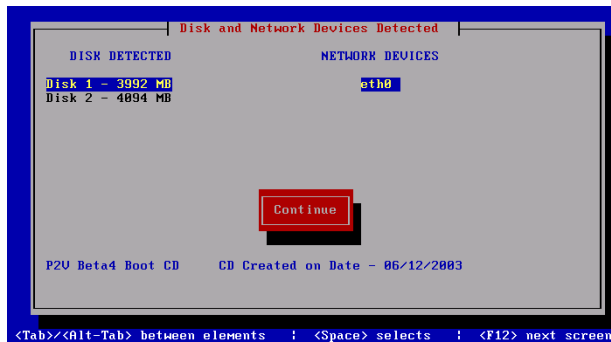 Disk and Network Devices Detected
DISK DETECTED NETWORK DEVICES
Disk 1 - 3992 MB eth0
Disk 2 - 4094 MB
Continue
P2V Beta4 Boot CD CD Created on Date - 06/12/2003
<Tab>/<Alt-Tab> between elements ¦ <Space> selects ¦ <F12> next screen